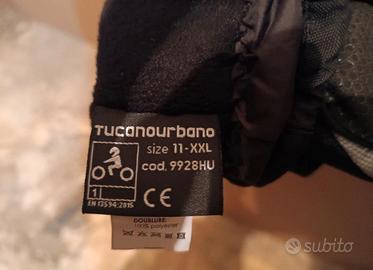 TUCANOURBANO
size 11-XXL
cod. 9928HU
1
CE
EN 13594:2015
DOUBLURE:
100% polyester
subito